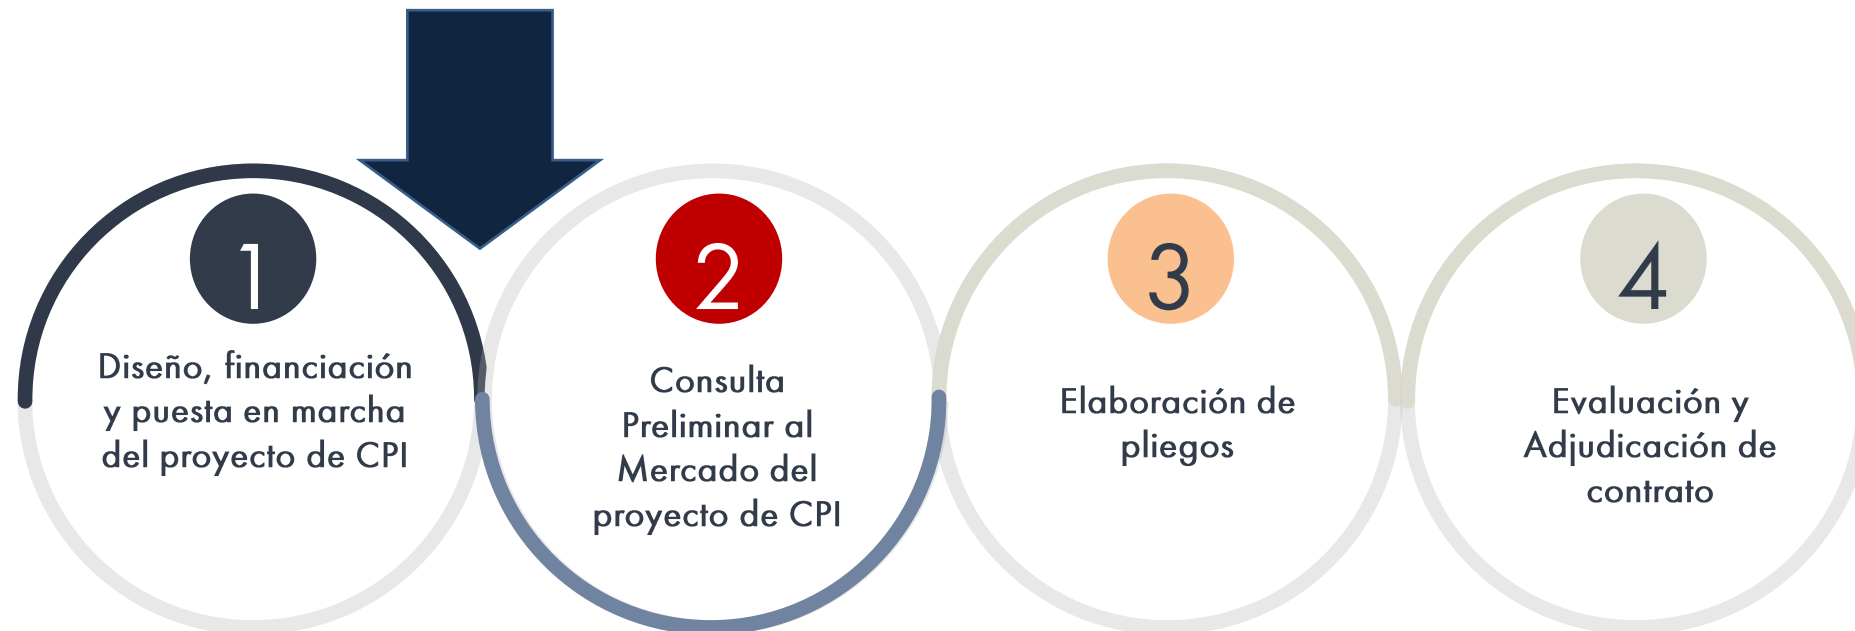 1
Diseño, financiación
y puesta en marcha
del proyecto de CPI
2
Consulta
Preliminar al
Mercado del
proyecto de CPI
3
Elaboración de
pliegos
4
Evaluación y
Adjudicación de
contrato